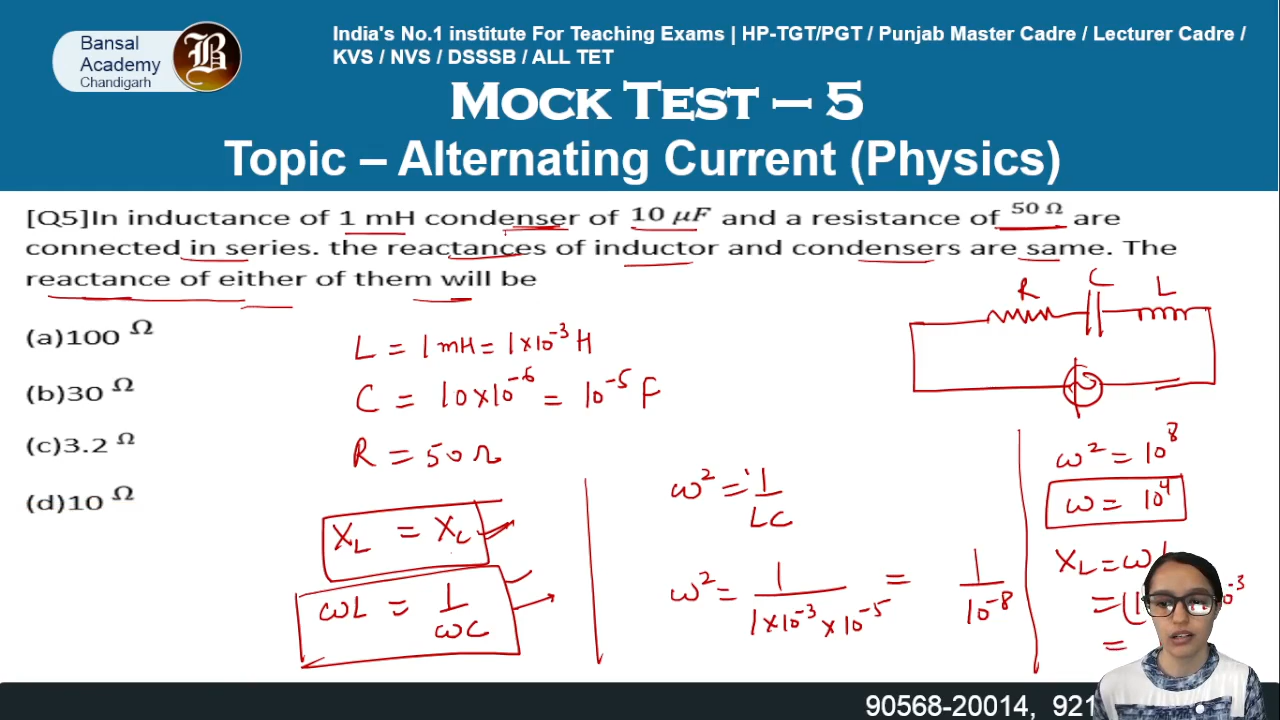 Bansal
Academy
Chandigarh
B
India's No.1 institute For Teaching Exams | HP-TGT/PGT / Punjab Master Cadre / Lecturer Cadre /
KVS / NVS / DSSSB / ALL TET
MOCK TEST – 5
Topic – Alternating Current (Physics)
[Q5]In inductance of 1 mH condenser of 10 μF and a resistance of 50 Ω are
connected in series. the reactances of inductor and condensers are same. The
reactance of either of them will be
(a)100 Ω
(b)30 Ω
(c)3.2 Ω
(d)10 Ω
L = 1 mH = 1×10⁻³ H
C = 10×10⁻⁶ = 10⁻⁵ F
R = 50 Ω
X_L = X_C
ωL = 1/ωC
ω² = 1/LC
ω² = 1/(1×10⁻³×10⁻⁵) = 1/10⁻⁸
R C L
ω² = 10⁸
ω = 10⁴
X_L = ωL
=
=
90568-20014, 921